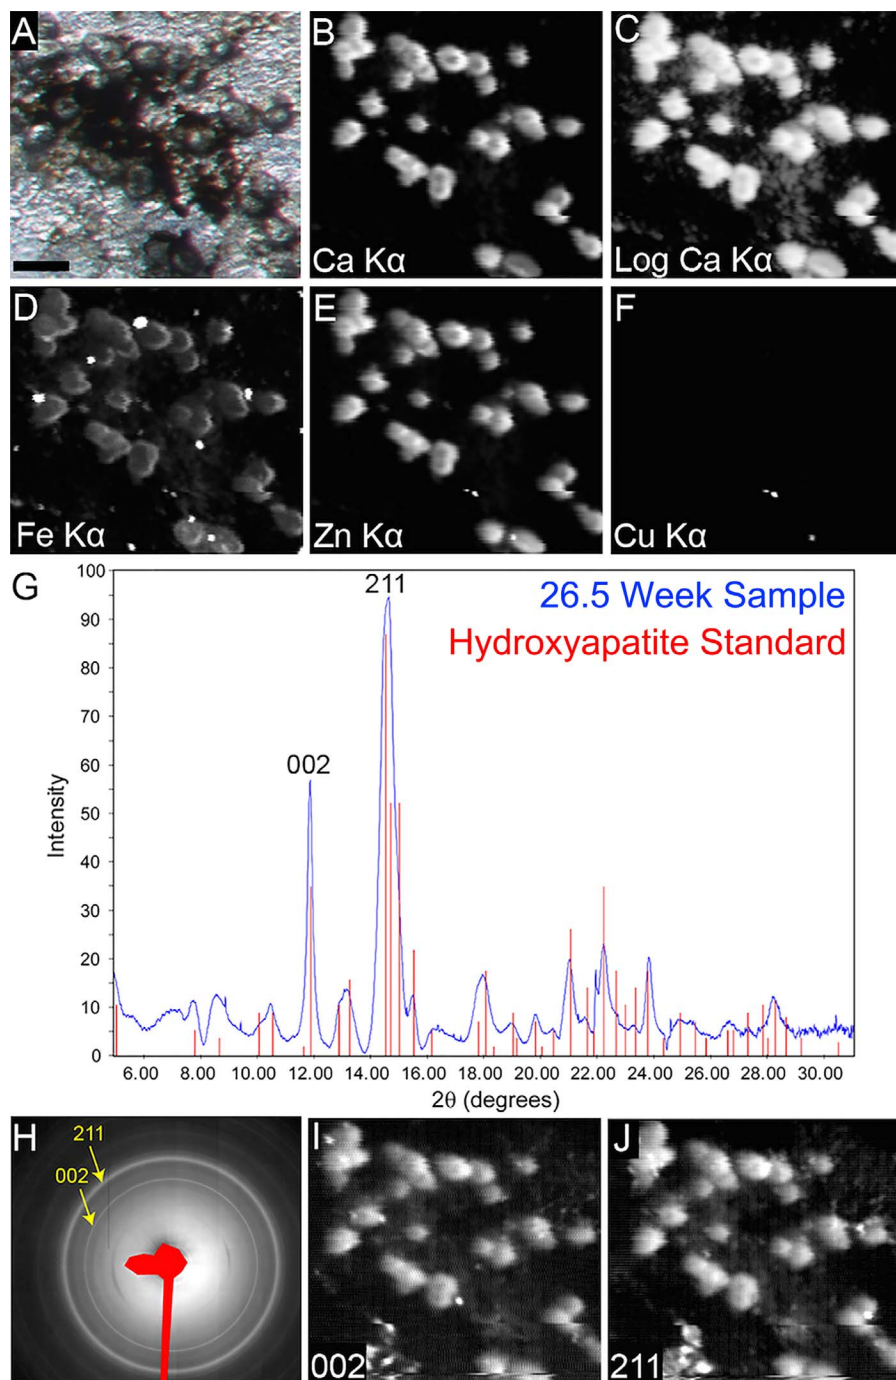 A
B
Ca Kα
C
Log Ca Kα
D
Fe Kα
E
Zn Kα
F
Cu Kα
G
100
90
80
70
60
50
40
30
20
10
0
Intensity
002
211
26.5 Week Sample
Hydroxyapatite Standard
6.00 8.00 10.00 12.00 14.00 16.00 18.00 20.00 22.00 24.00 26.00 28.00 30.00
2θ (degrees)
H
211
002
I
002
J
211